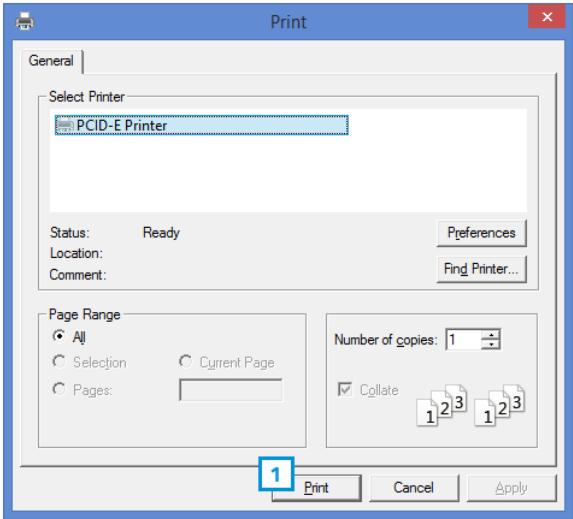 Print
General
Select Printer
PCID-E Printer
Status: Ready
Location:
Comment:
Preferences
Find Printer...
Page Range
All
Selection
Current Page
Pages:
Number of copies: 1
Collate
1 2 3 1 2 3
1
Print
Cancel
Apply